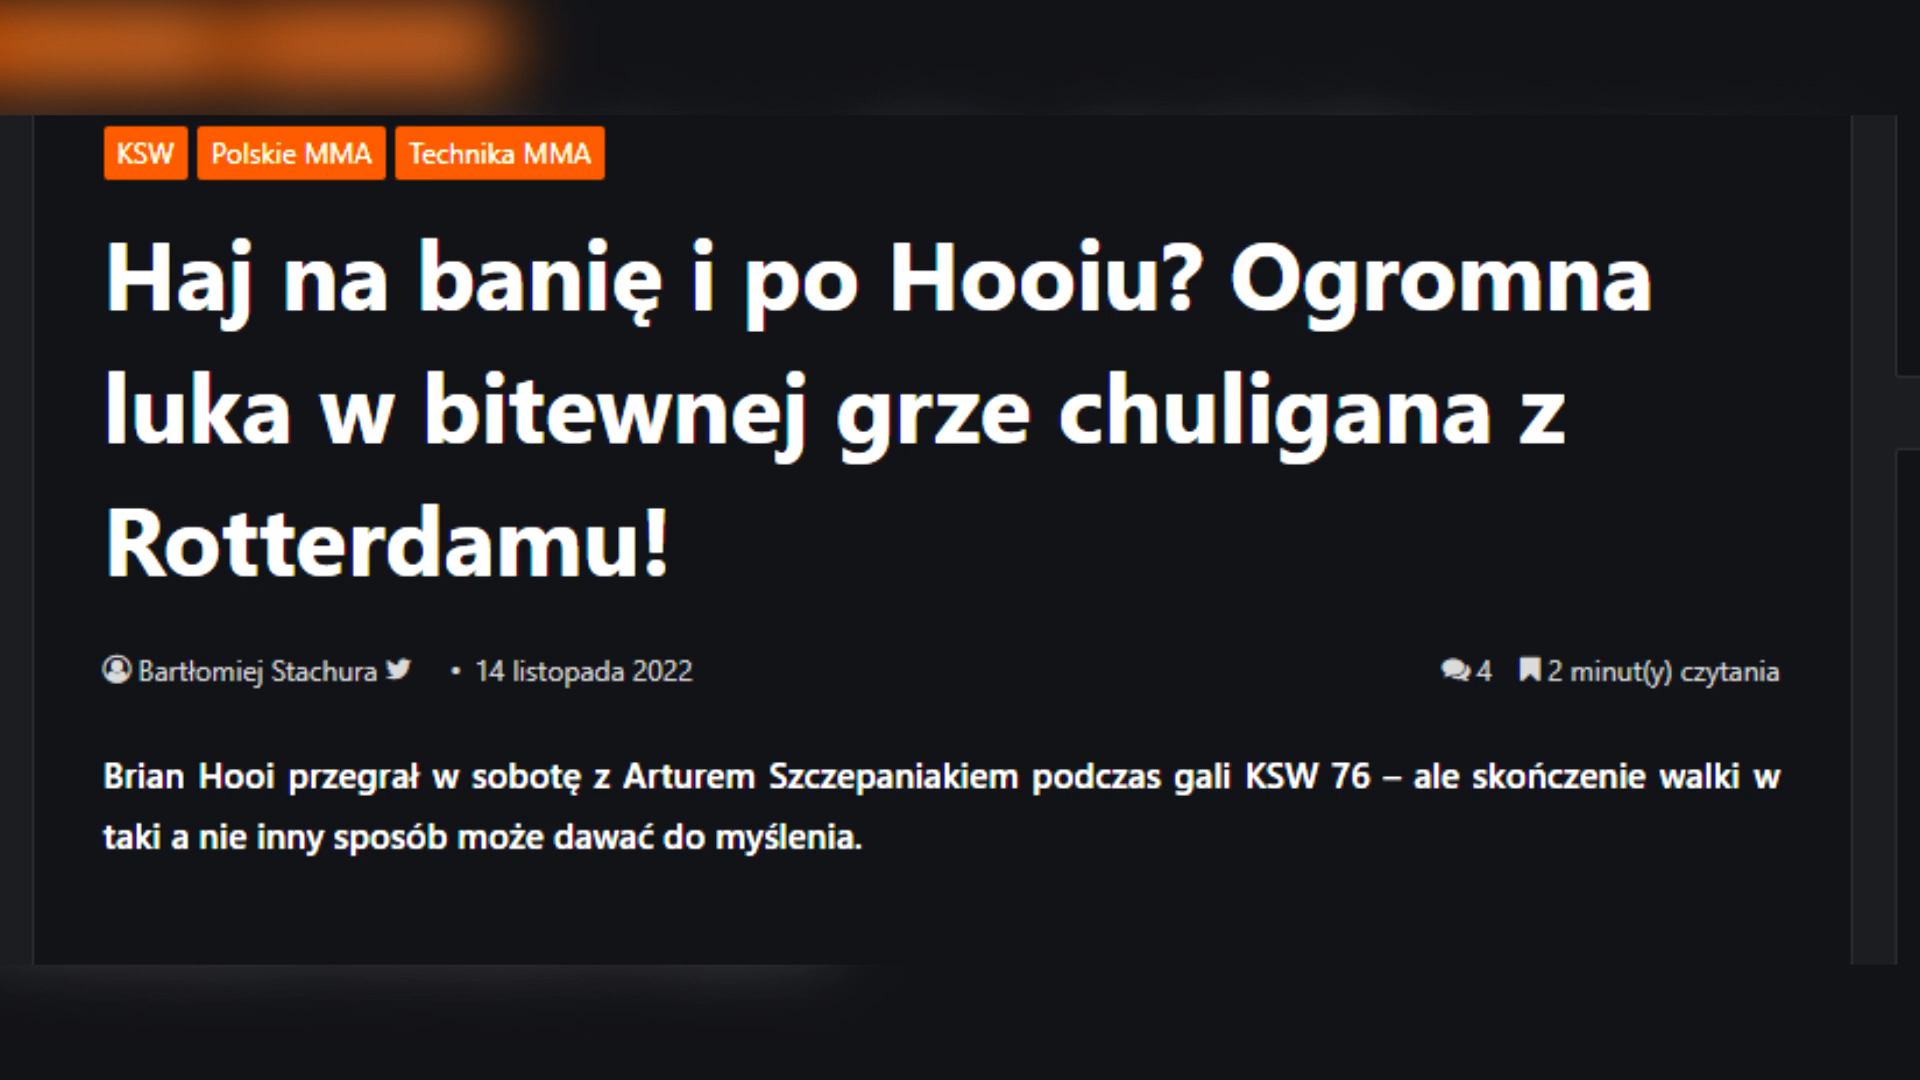 KSW Polskie MMA Technika MMA
Haj na banię i po Hooiu? Ogromna
luka w bitewnej grze chuligana z
Rotterdamu!
Bartłomiej Stachura • 14 listopada 2022 4 2 minut(y) czytania
Brian Hooi przegrał w sobotę z Arturem Szczepaniakiem podczas gali KSW 76 – ale skończenie walki w
taki a nie inny sposób może dawać do myślenia.